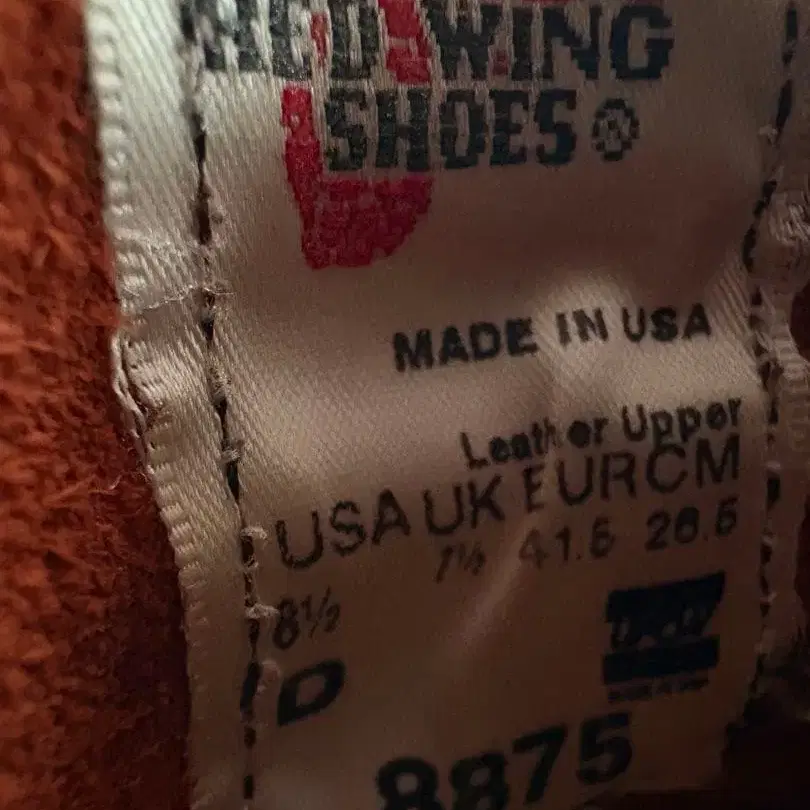 RED WING
SHOES ®
MADE IN USA
Leather Upper
USA UK EUR CM
8½ 7½ 41.5 26.5
D
8875